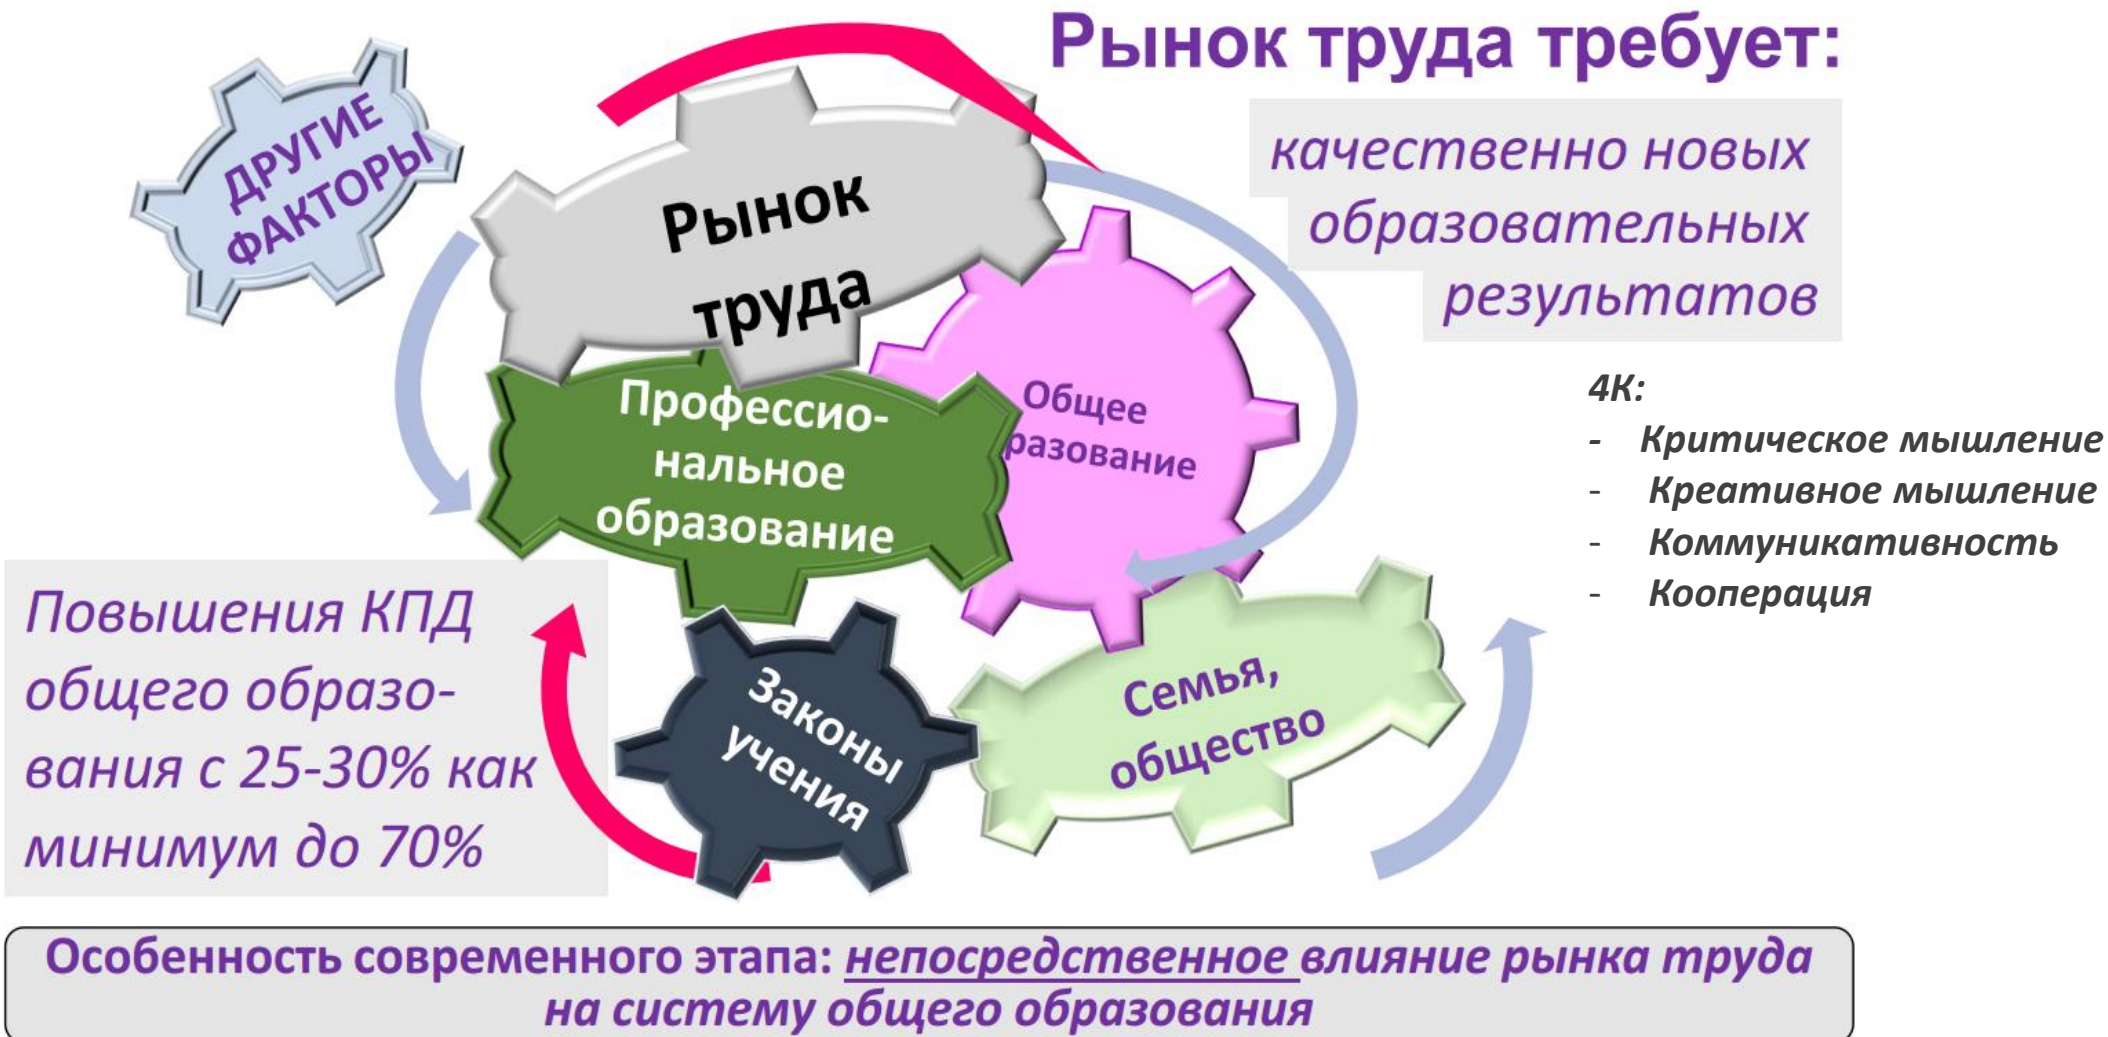 Рынок труда требует:
качественно новых
образовательных
результатов
ДРУГИЕ
ФАКТОРЫ
Рынок
труда
Общее
разование
Профессио-
нальное
образование
4К:
- Критическое мышление
- Креативное мышление
- Коммуникативность
- Кооперация
Повышения КПД
общего образо-
вания с 25-30% как
минимум до 70%
Законы
учения
Семья,
общество
Особенность современного этапа: непосредственное влияние рынка труда
на систему общего образования